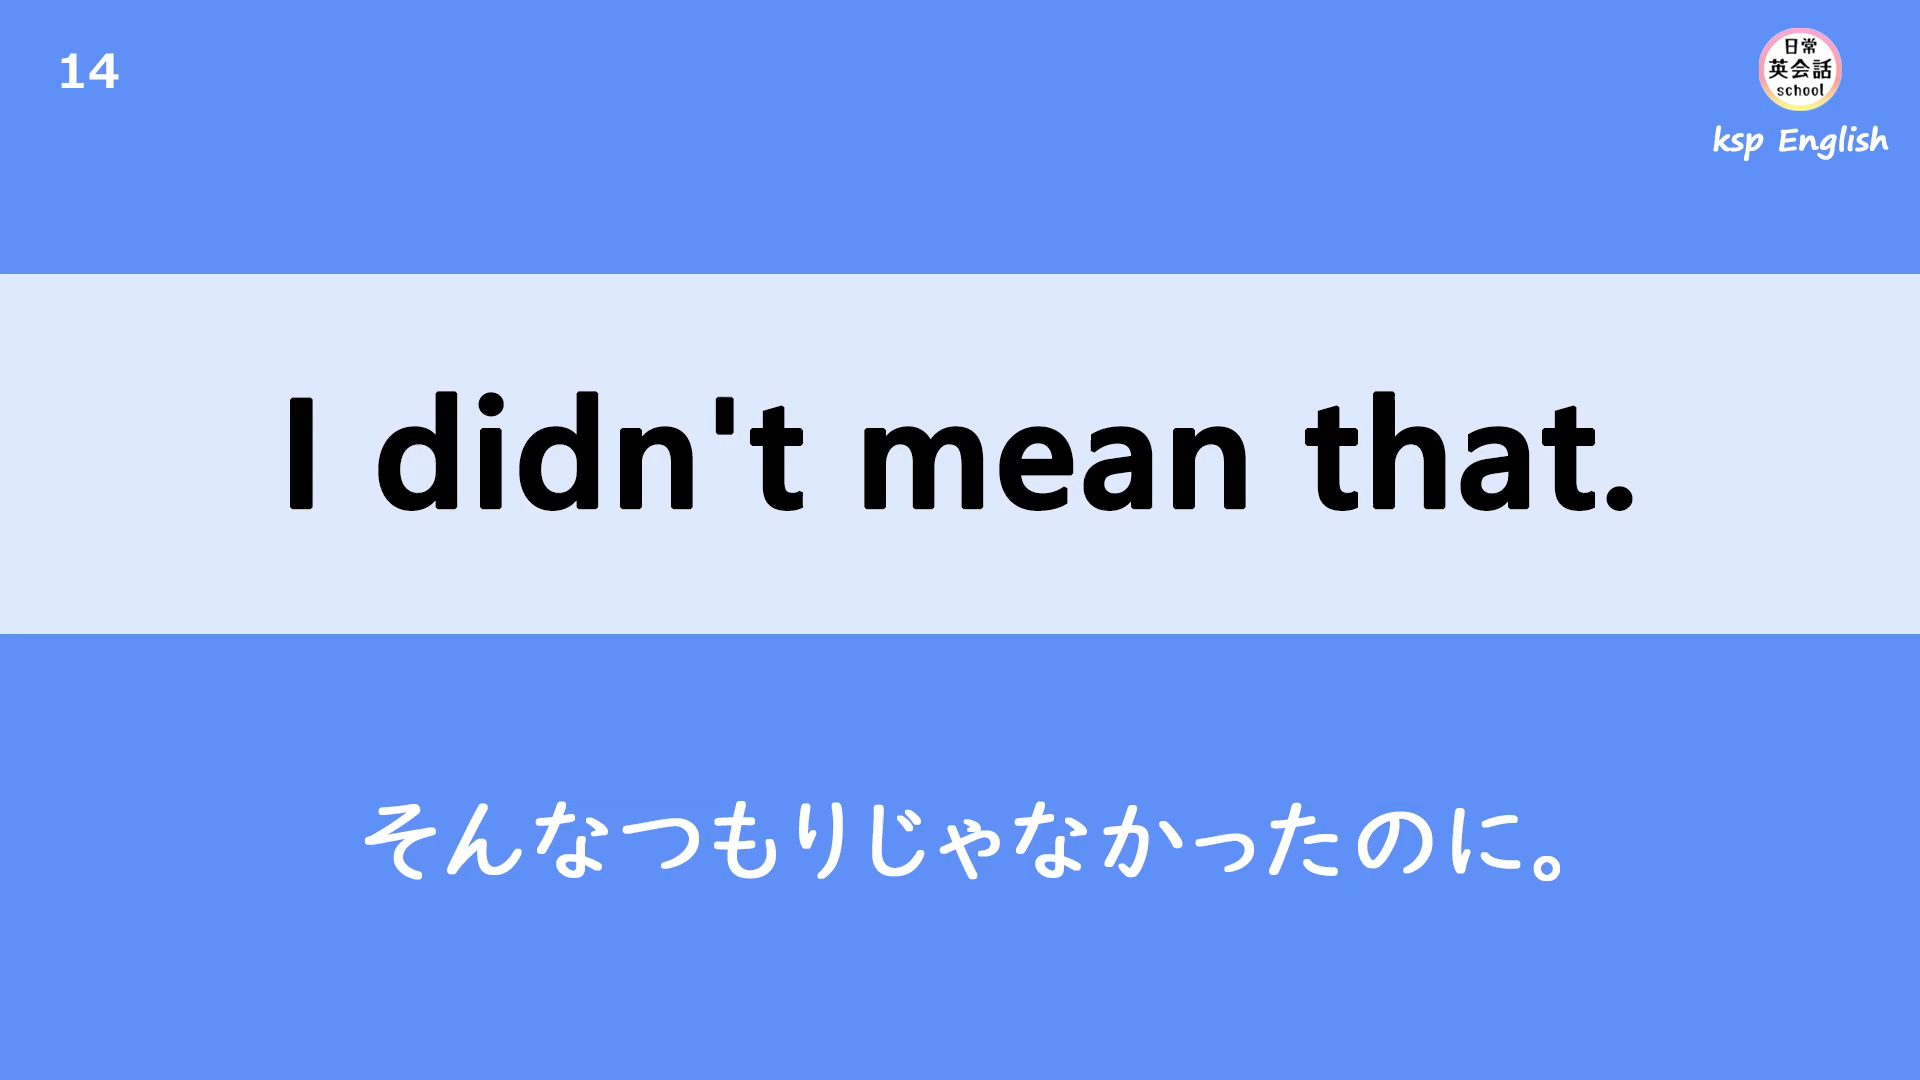 14
日常
英会話
school
ksp English
I didn't mean that.
そんなつもりじゃなかったのに。